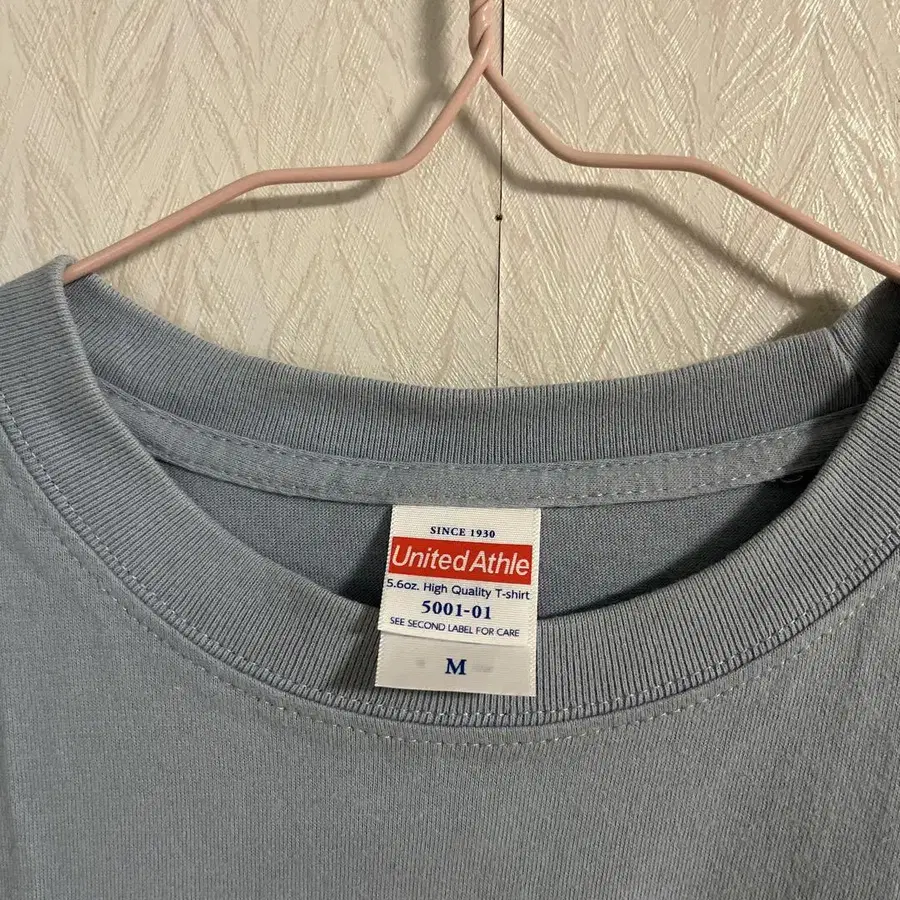 SINCE 1930
United Athle
5.6oz. High Quality T-shirt
5001-01
SEE SECOND LABEL FOR CARE
M